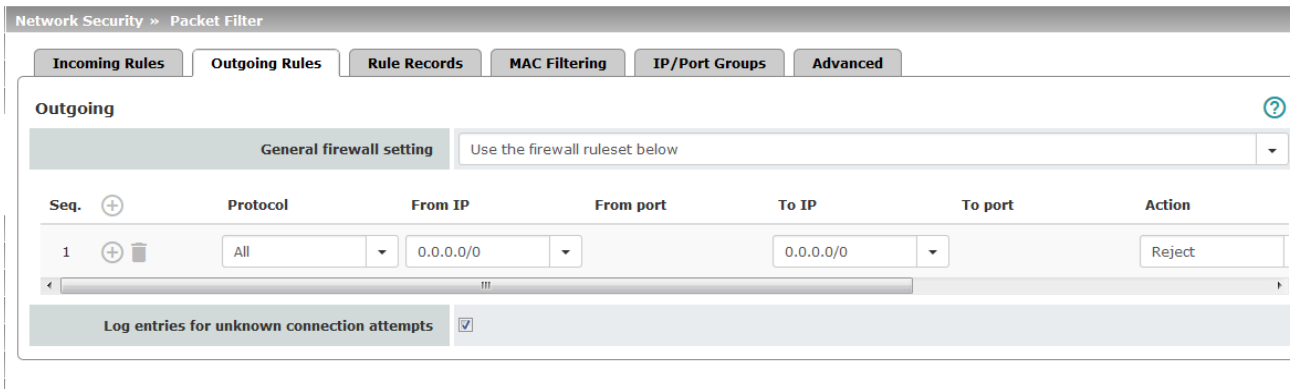 Network Security » Packet Filter
Incoming Rules Outgoing Rules Rule Records MAC Filtering IP/Port Groups Advanced
Outgoing
General firewall setting Use the firewall ruleset below
Seq. Protocol From IP From port To IP To port Action
1 All 0.0.0.0/0 0.0.0.0/0 Reject
Log entries for unknown connection attempts